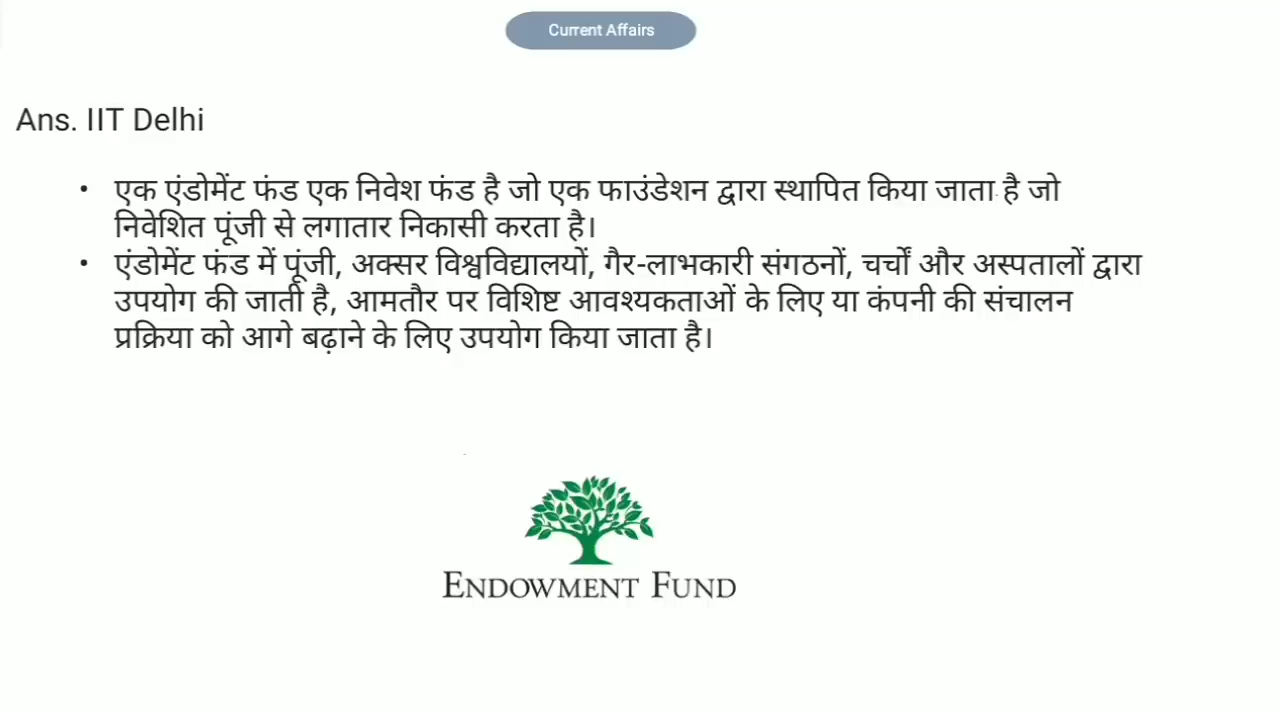 Current Affairs
Ans. IIT Delhi
• एक एंडोमेंट फंड एक निवेश फंड है जो एक फाउंडेशन द्वारा स्थापित किया जाता है जो
निवेशित पूंजी से लगातार निकासी करता है।
• एंडोमेंट फंड में पूंजी, अक्सर विश्वविद्यालयों, गैर-लाभकारी संगठनों, चर्चों और अस्पतालों द्वारा
उपयोग की जाती है, आमतौर पर विशिष्ट आवश्यकताओं के लिए या कंपनी की संचालन
प्रक्रिया को आगे बढ़ाने के लिए उपयोग किया जाता है।
ENDOWMENT FUND